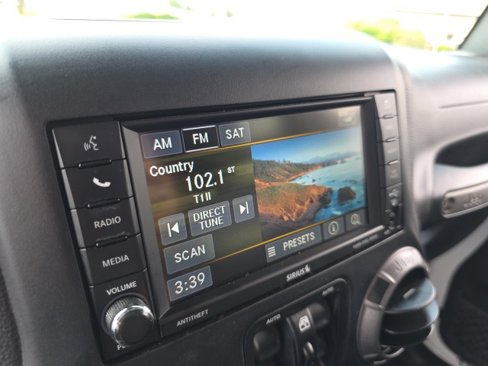 AM FM SAT
Country
102.1 ST
RADIO
DIRECT TUNE
MEDIA
SCAN
PRESETS
VOLUME
3:39
SIRIUS
ANTITHEFT
AUTO
AUTO